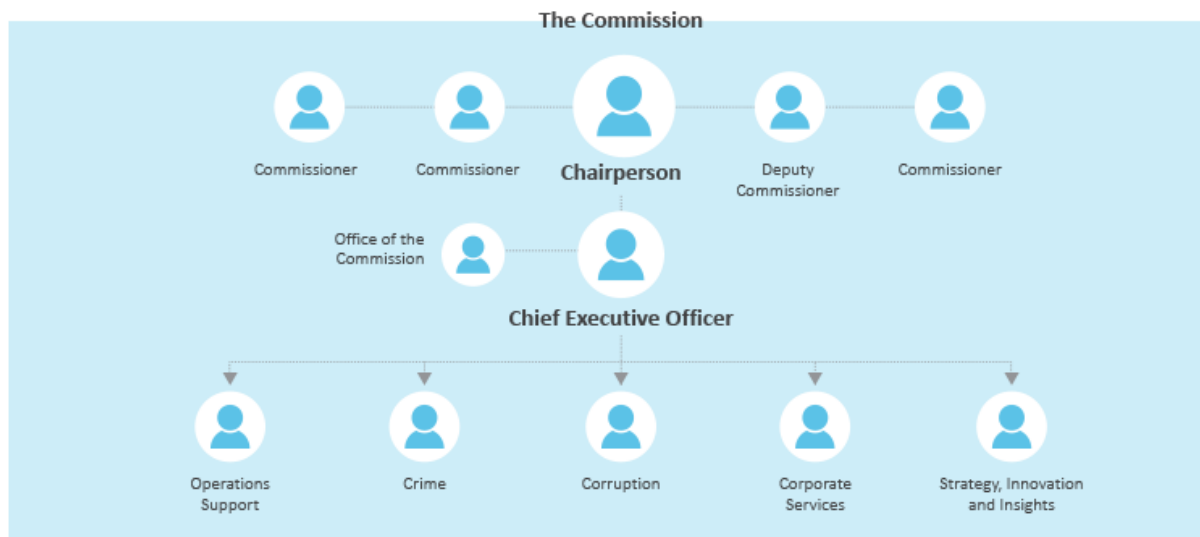 The Commission
Commissioner
Commissioner
Chairperson
Deputy
Commissioner
Commissioner
Office of the
Commission
Chief Executive Officer
Operations
Support
Crime
Corruption
Corporate
Services
Strategy, Innovation
and Insights